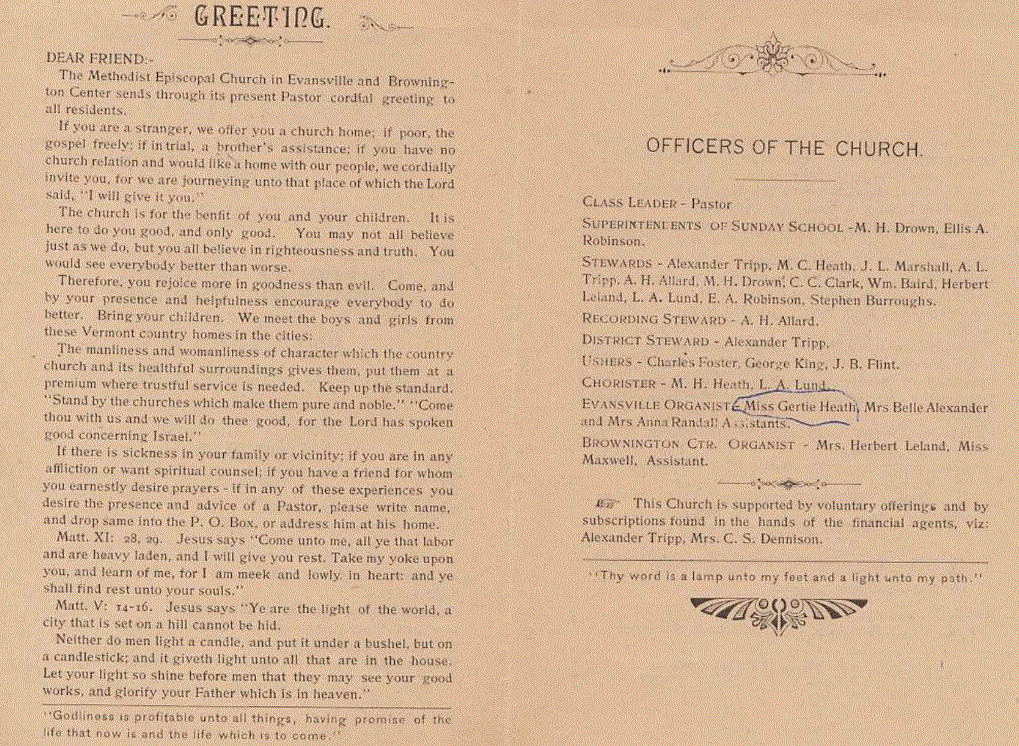 GREETING.
DEAR FRIEND:-
The Methodist Episcopal Church in Evansville and Browning-
ton Center sends through its present Pastor cordial greeting to
all residents.
If you are a stranger, we offer you a church home; if poor, the
gospel freely; if in trial, a brother's assistance; if you have no
church relation and would like a home with our people, we cordially
invite you, for we are journeying unto that place of which the Lord
said, "I will give it you."
The church is for the benfit of you and your children. It is
here to do you good, and only good. You may not all believe
just as we do, but you all believe in righteousness and truth. You
would see everybody better than worse.
Therefore, you rejoice more in goodness than evil. Come, and
by your presence and helpfulness encourage everybody to do
better. Bring your children. We meet the boys and girls from
these Vermont country homes in the cities:
The manliness and womanliness of character which the country
church and its healthful surroundings gives them, put them at a
premium where trustful service is needed. Keep up the standard.
"Stand by the churches which make them pure and noble." "Come
thou with us and we will do thee good, for the Lord has spoken
good concerning Israel."
If there is sickness in your family or vicinity; if you are in any
affliction or want spiritual counsel; if you have a friend for whom
you earnestly desire prayers - if in any of these experiences you
desire the presence and advice of a Pastor, please write name,
and drop same into the P. O. Box, or address him at his home.
Matt. XI: 28, 29. Jesus says "Come unto me, all ye that labor
and are heavy laden, and I will give you rest. Take my yoke upon
you, and learn of me, for I am meek and lowly in heart: and ye
shall find rest unto your souls."
Matt. V: 14-16. Jesus says "Ye are the light of the world, a
city that is set on a hill cannot be hid.
Neither do men light a candle, and put it under a bushel, but on
a candlestick; and it giveth light unto all that are in the house.
Let your light so shine before men that they may see your good
works, and glorify your Father which is in heaven."
"Godliness is profitable unto all things, having promise of the
life that now is and the life which is to come."
OFFICERS OF THE CHURCH.
CLASS LEADER - Pastor
SUPERINTENTENTS OF SUNDAY SCHOOL -M. H. Drown, Ellis A.
Robinson.
STEWARDS - Alexander Tripp, M. C. Heath, J. L. Marshall, A. L.
Tripp, A. H. Allard, M. H. Drown, C. C. Clark, Wm. Baird, Herbert
Leland, L. A. Lund, E. A. Robinson, Stephen Burroughs.
RECORDING STEWARD - A. H. Allard.
DISTRICT STEWARD - Alexander Tripp.
USHERS - Charles Foster, George King, J. B. Flint.
CHORISTER - M. H. Heath, L. A. Lund.
EVANSVILLE ORGANIST- Miss Gertie Heath, Mrs Belle Alexander
and Mrs Anna Randall Assistants.
BROWNINGTON CTR. ORGANIST - Mrs. Herbert Leland, Miss
Maxwell, Assistant.
☞ This Church is supported by voluntary offerings and by
subscriptions found in the hands of the financial agents, viz:
Alexander Tripp, Mrs. C. S. Dennison.
"Thy word is a lamp unto my feet and a light unto my path."